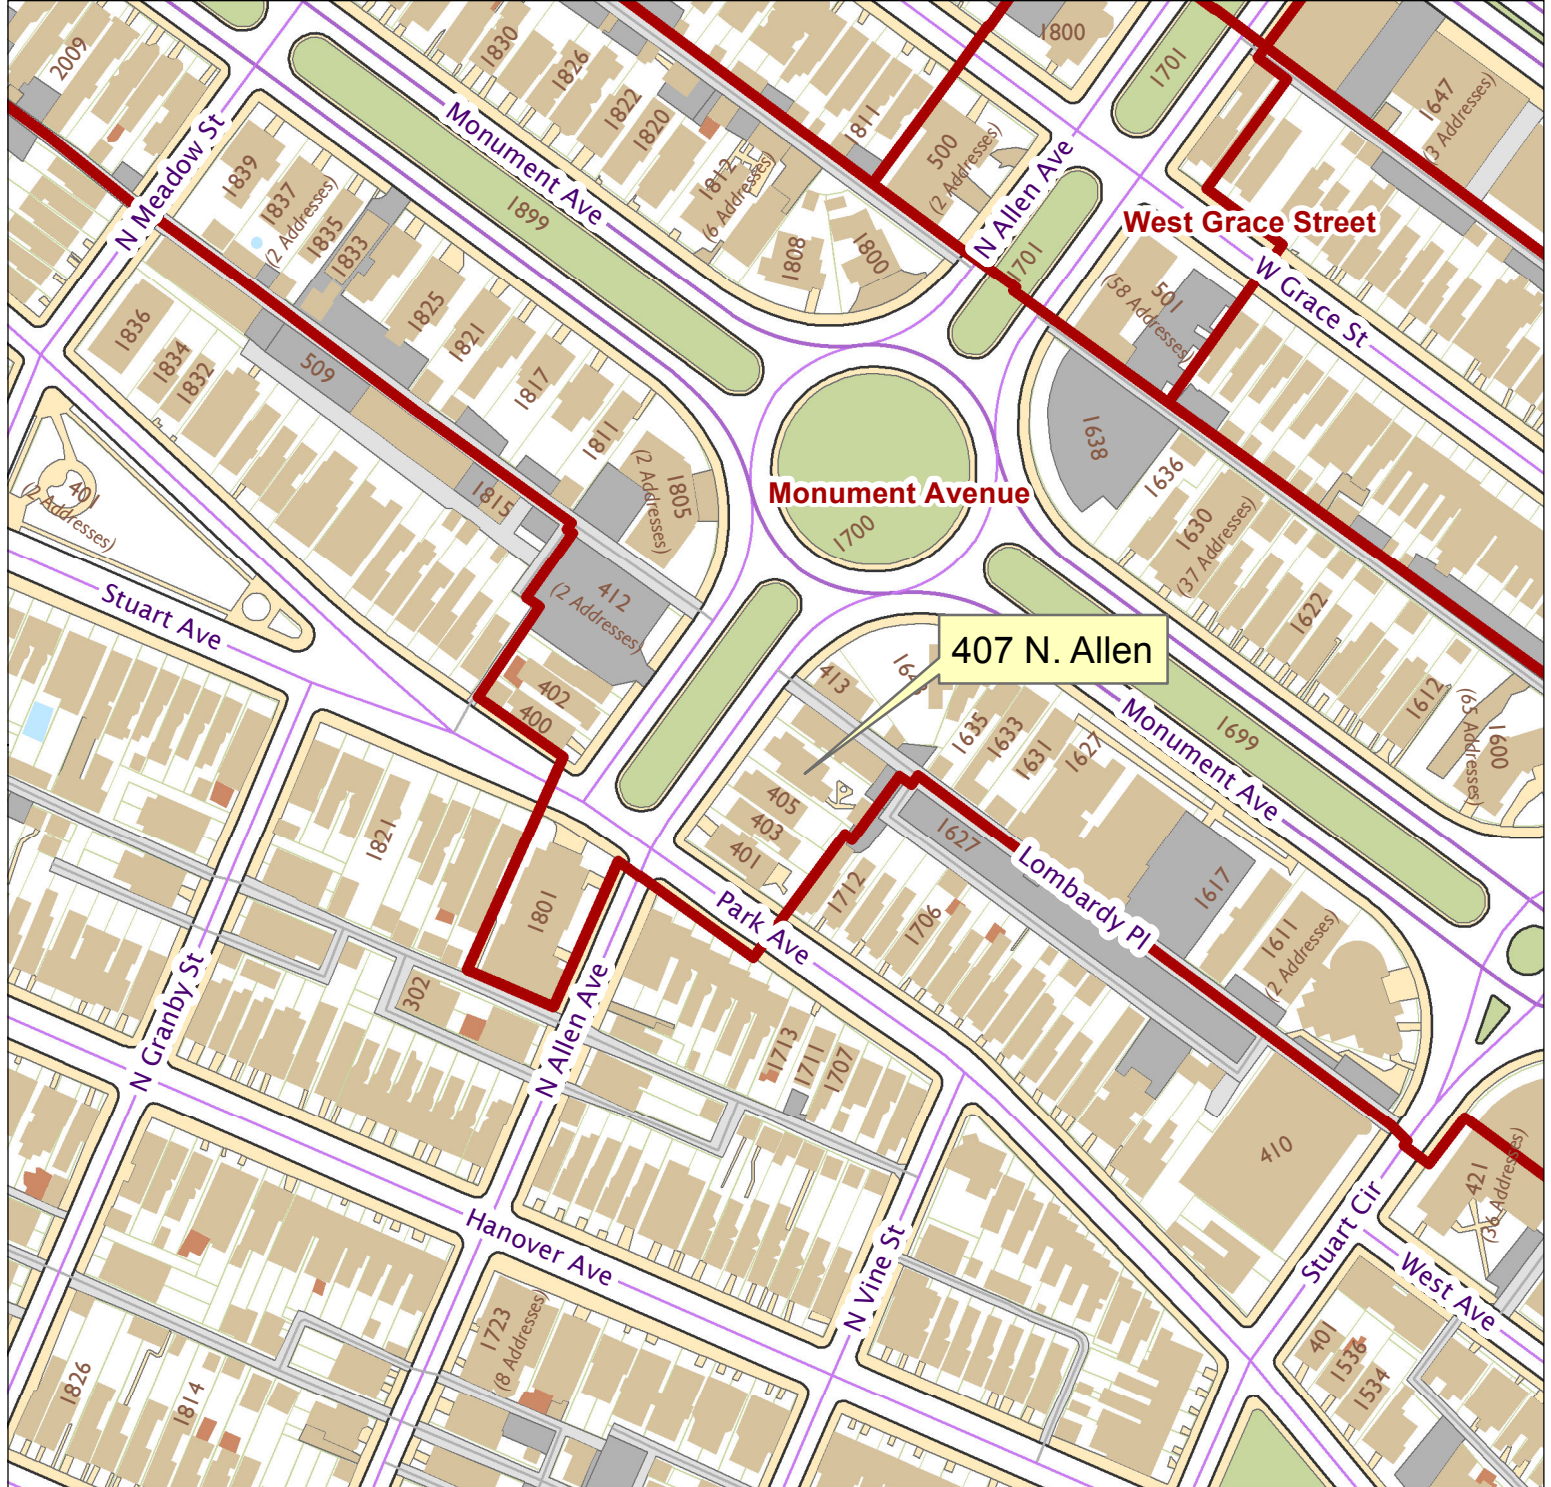 2009
1830
1826
1822
1820
1812
(6 Addresses)
1811
1800
500
(2 Addresses)
1701
1647
(3 Addresses)
N Meadow St
Monument Ave
1899
N Allen Ave
1701
West Grace Street
W Grace St
1839
1837
(2 Addresses)
1835
1833
1825
1821
1817
1811
1805
(2 Addresses)
1808
1800
501
(58 Addresses)
1836
1834
1832
509
1815
1638
1636
1630
(37 Addresses)
1622
1612
1600
(65 Addresses)
Monument Avenue
1700
401
(2 Addresses)
Stuart Ave
412
(2 Addresses)
402
400
407 N. Allen
413
1635
1633
1631
1627
Monument Ave
1699
405
403
401
1627
Lombardy Pl
1617
1611
(2 Addresses)
1821
1801
Park Ave
1712
1706
302
N Granby St
N Allen Ave
1713
1711
1707
410
421
(36 Addresses)
Hanover Ave
N Vine St
Stuart Cir
West Ave
1723
(8 Addresses)
1826
1814
401
1536
1534